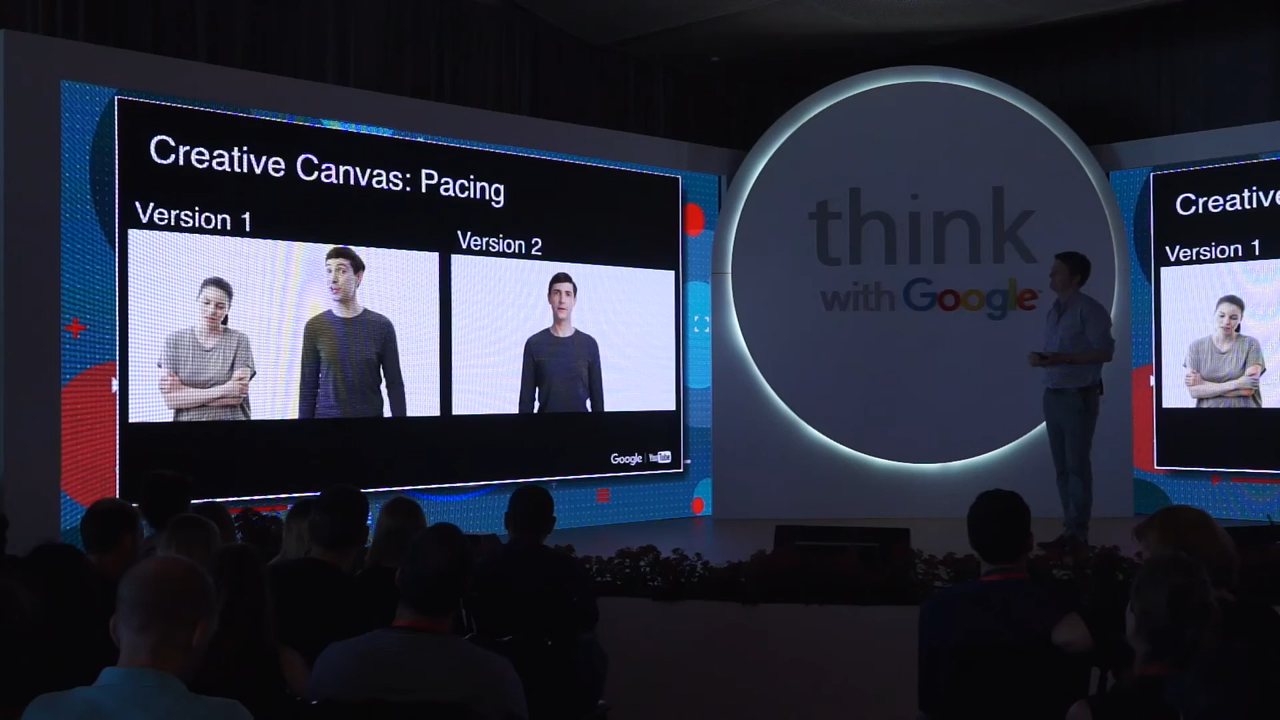 Creative Canvas: Pacing
Version 1
Version 2
Google YouTube
think
with Google
Creative
Version 1